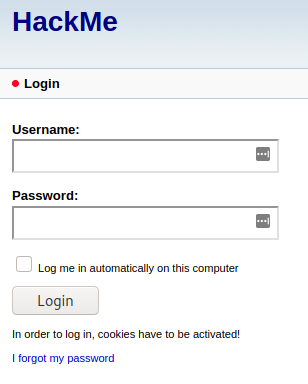 HackMe
Login
Username:
Password:
Log me in automatically on this computer
Login
In order to log in, cookies have to be activated!
I forgot my password